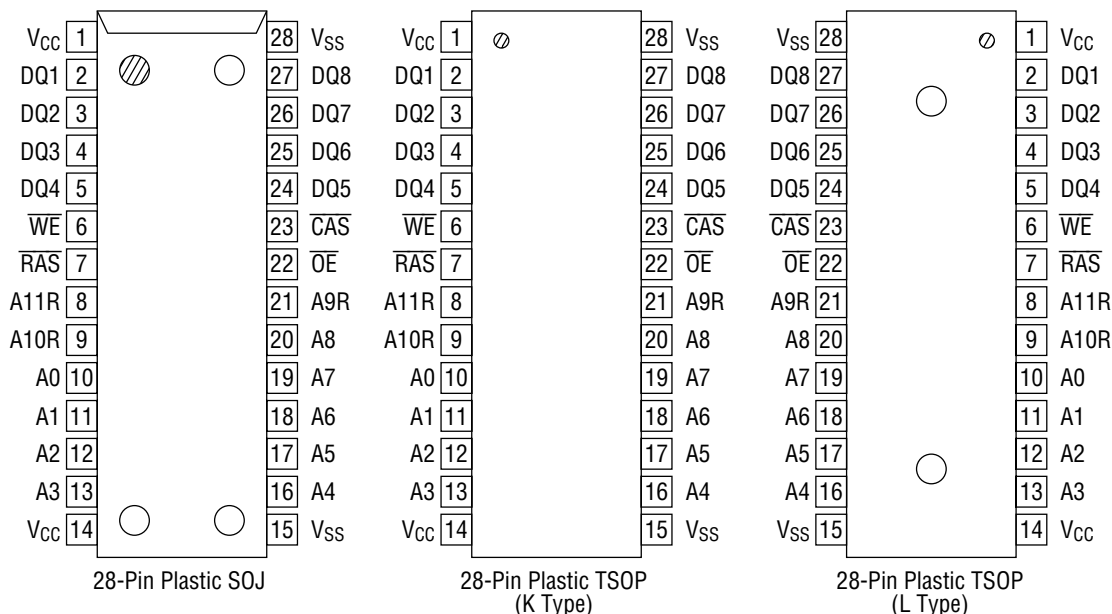 VCC 1 28 VSS VCC 1 28 VSS VSS 28 1 VCC
DQ1 2 27 DQ8 DQ1 2 27 DQ8 DQ8 27 2 DQ1
DQ2 3 26 DQ7 DQ2 3 26 DQ7 DQ7 26 3 DQ2
DQ3 4 25 DQ6 DQ3 4 25 DQ6 DQ6 25 4 DQ3
DQ4 5 24 DQ5 DQ4 5 24 DQ5 DQ5 24 5 DQ4
WE 6 23 CAS WE 6 23 CAS CAS 23 6 WE
RAS 7 22 OE RAS 7 22 OE OE 22 7 RAS
A11R 8 21 A9R A11R 8 21 A9R A9R 21 8 A11R
A10R 9 20 A8 A10R 9 20 A8 A8 20 9 A10R
A0 10 19 A7 A0 10 19 A7 A7 19 10 A0
A1 11 18 A6 A1 11 18 A6 A6 18 11 A1
A2 12 17 A5 A2 12 17 A5 A5 17 12 A2
A3 13 16 A4 A3 13 16 A4 A4 16 13 A3
VCC 14 15 VSS VCC 14 15 VSS VSS 15 14 VCC
28-Pin Plastic SOJ 28-Pin Plastic TSOP 28-Pin Plastic TSOP
(K Type) (L Type)